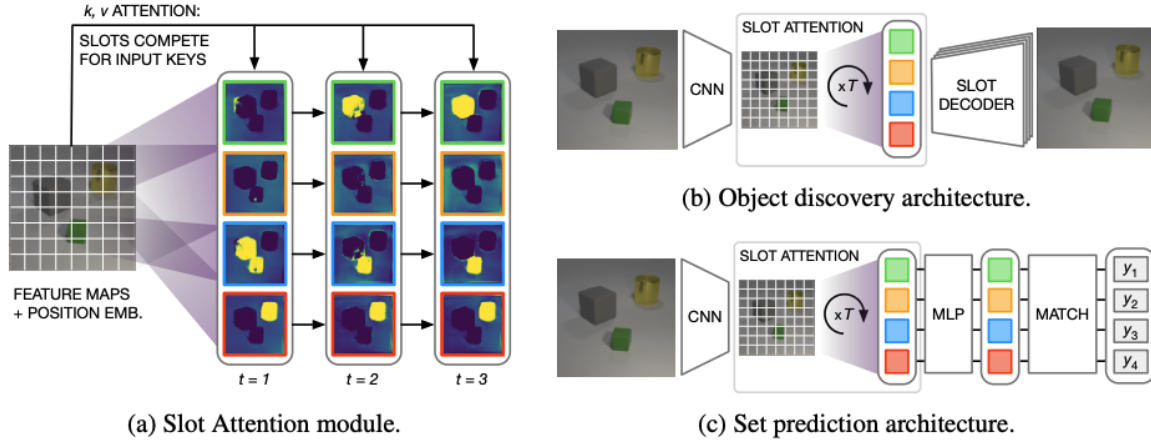 k, v ATTENTION:
SLOTS COMPETE
FOR INPUT KEYS
FEATURE MAPS
+ POSITION EMB.
t = 1
t = 2
t = 3
(a) Slot Attention module.
CNN
SLOT ATTENTION
x T
SLOT
DECODER
(b) Object discovery architecture.
CNN
SLOT ATTENTION
x T
MLP
MATCH
y1
y2
y3
y4
(c) Set prediction architecture.